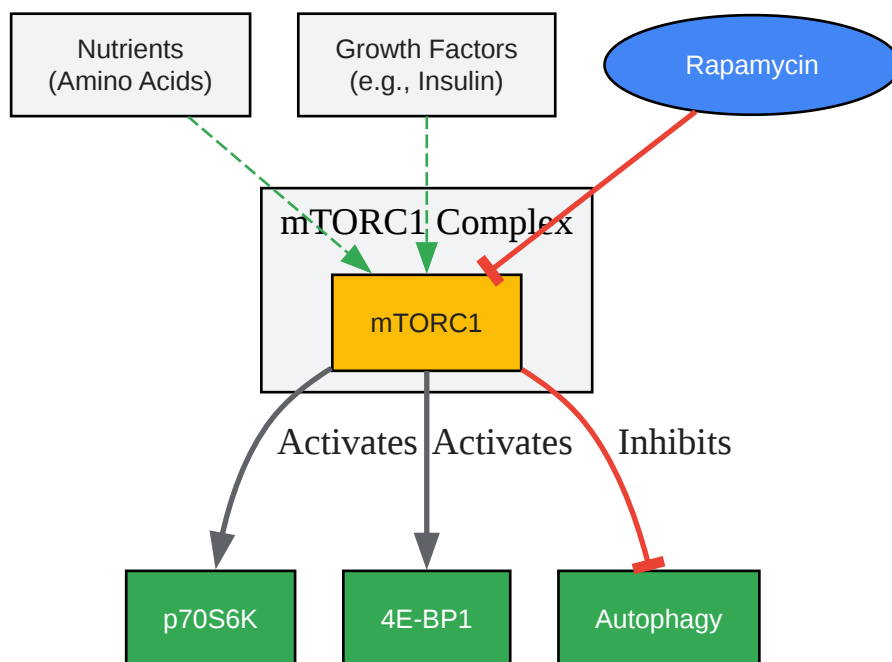 Nutrients
(Amino Acids)
Growth Factors
(e.g., Insulin)
Rapamycin
mTORC1 Complex
mTORC1
Activates
Activates
Inhibits
p70S6K
4E-BP1
Autophagy